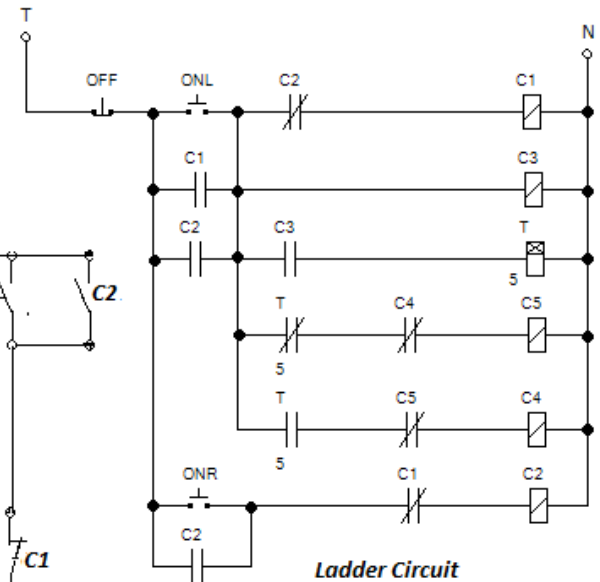 T
N
OFF ONL C2 C1
C1 C3
C2 C3 T
5
C2
T C4 C5
5
T C5 C4
5
ONR C1 C2
C2
C1
Ladder Circuit